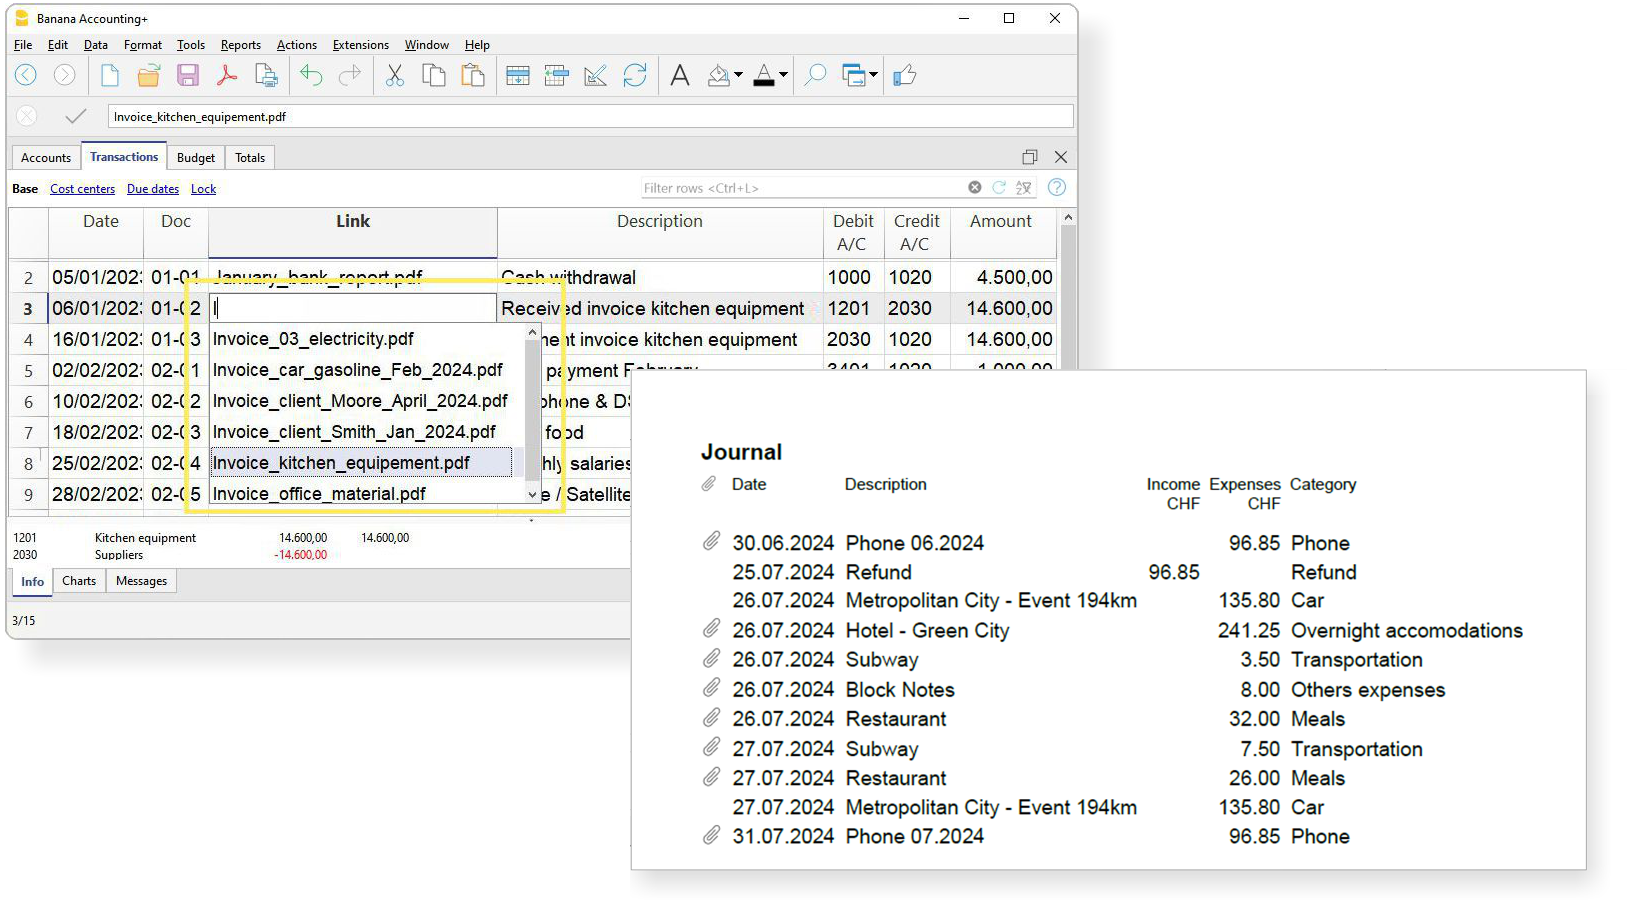 Banana Accounting+
File Edit Data Format Tools Reports Actions Extensions Window Help
Invoice_kitchen_equipement.pdf
Accounts Transactions Budget Totals
Base Cost centers Due dates Lock Filter rows <Ctrl+L>
Date Doc Link Description Debit A/C Credit A/C Amount
2 05/01/202 01-01 January_bank_report.pdf Cash withdrawal 1000 1020 4.500,00
3 06/01/202 01-02 I Received invoice kitchen equipment 1201 2030 14.600,00
4 16/01/202 01-03 Invoice_03_electricity.pdf invoice kitchen equipment 2030 1020 14.600,00
5 02/02/202 02-01 Invoice_car_gasoline_Feb_2024.pdf payment February
6 10/02/202 02-02 Invoice_client_Moore_April_2024.pdf
7 18/02/202 02-03 Invoice_client_Smith_Jan_2024.pdf food
8 25/02/202 02-04 Invoice_kitchen_equipement.pdf salaries
9 28/02/202 02-05 Invoice_office_material.pdf / Satellite
1201 Kitchen equipment 14.600,00 14.600,00
2030 Suppliers -14.600,00
Info Charts Messages
3/15
Journal
Date Description Income CHF Expenses CHF Category
30.06.2024 Phone 06.2024 96.85 Phone
25.07.2024 Refund 96.85 Refund
26.07.2024 Metropolitan City - Event 194km 135.80 Car
26.07.2024 Hotel - Green City 241.25 Overnight accomodations
26.07.2024 Subway 3.50 Transportation
26.07.2024 Block Notes 8.00 Others expenses
26.07.2024 Restaurant 32.00 Meals
27.07.2024 Subway 7.50 Transportation
27.07.2024 Restaurant 26.00 Meals
27.07.2024 Metropolitan City - Event 194km 135.80 Car
31.07.2024 Phone 07.2024 96.85 Phone